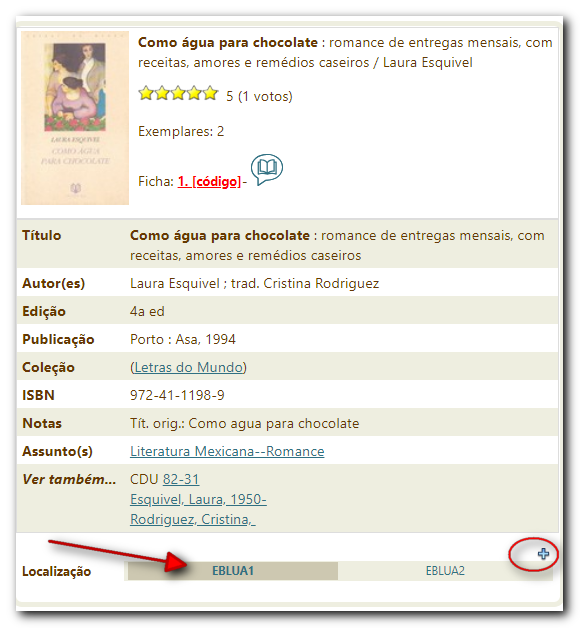 Como água para chocolate : romance de entregas mensais, com
receitas, amores e remédios caseiros / Laura Esquivel
5 (1 votos)
Exemplares: 2
Ficha: 1. [código]-
LAURA ESQUIVEL
COMO ÁGUA
PARA CHOCOLATE
Título Como água para chocolate : romance de entregas mensais, com
receitas, amores e remédios caseiros
Autor(es) Laura Esquivel ; trad. Cristina Rodriguez
Edição 4a ed
Publicação Porto : Asa, 1994
Coleção (Letras do Mundo)
ISBN 972-41-1198-9
Notas Tít. orig.: Como agua para chocolate
Assunto(s) Literatura Mexicana--Romance
Ver também... CDU 82-31
Esquivel, Laura, 1950-
Rodriguez, Cristina,
Localização EBLUA1 EBLUA2